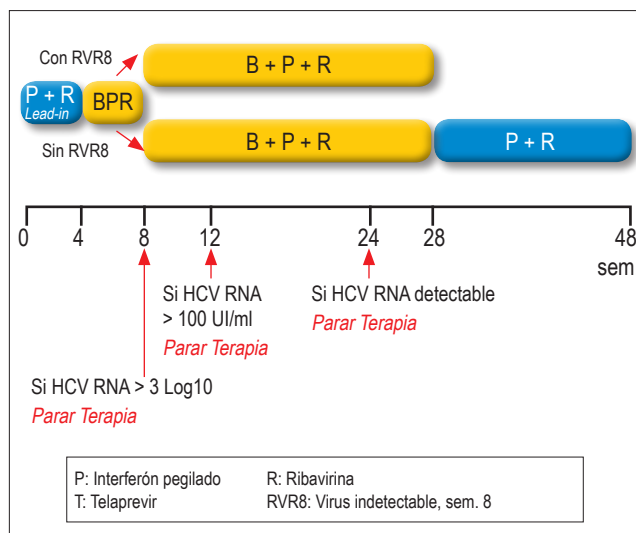 Con RVR8
B + P + R
P + R
Lead-in
BPR
Sin RVR8
B + P + R
P + R
0 4 8 12 24 28 48
sem
Si HCV RNA
> 100 UI/ml
Parar Terapia
Si HCV RNA detectable
Parar Terapia
Si HCV RNA > 3 Log10
Parar Terapia
P: Interferón pegilado R: Ribavirina
T: Telaprevir RVR8: Virus indetectable, sem. 8